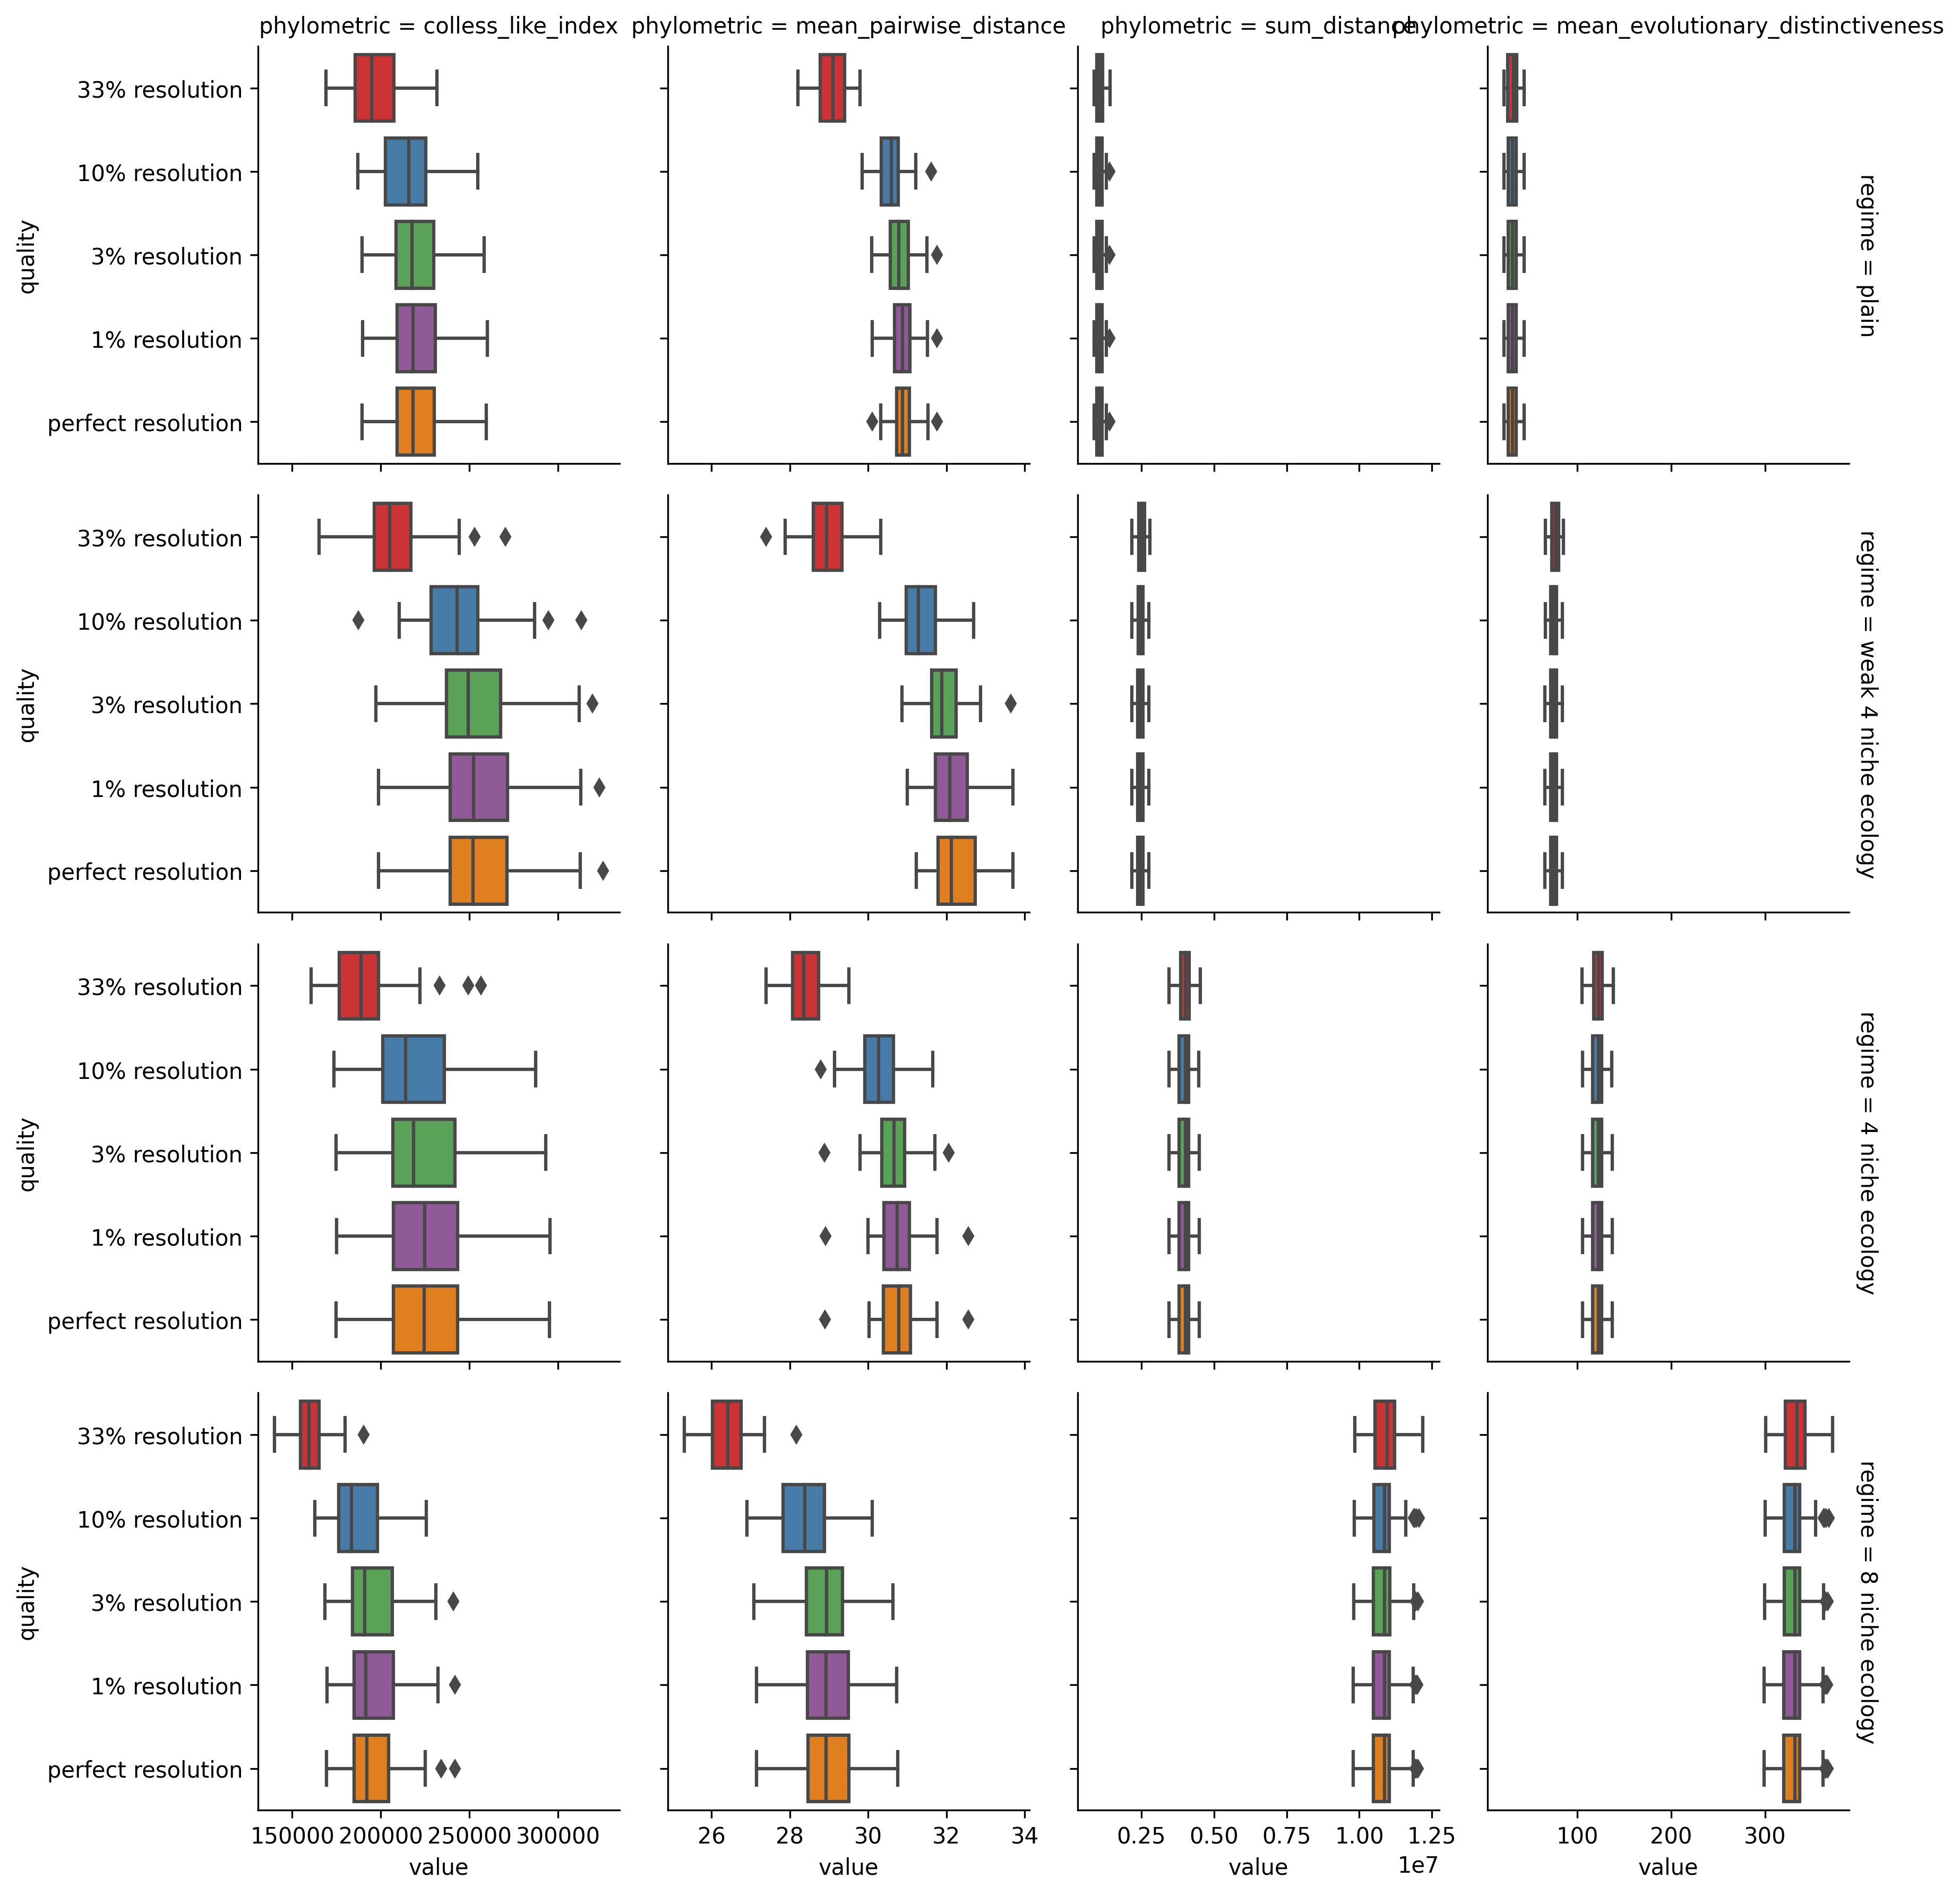 phylometric = colless_like_index
phylometric = mean_pairwise_distance
phylometric = sum_distance
phylometric = mean_evolutionary_distinctiveness
quality
33% resolution
10% resolution
3% resolution
1% resolution
perfect resolution
regime = plain
quality
33% resolution
10% resolution
3% resolution
1% resolution
perfect resolution
regime = weak 4 niche ecology
quality
33% resolution
10% resolution
3% resolution
1% resolution
perfect resolution
regime = 4 niche ecology
quality
33% resolution
10% resolution
3% resolution
1% resolution
perfect resolution
regime = 8 niche ecology
150000 200000 250000 300000
value
26 28 30 32 34
value
0.25 0.50 0.75 1.00 1.25
1e7
value
100 200 300
value